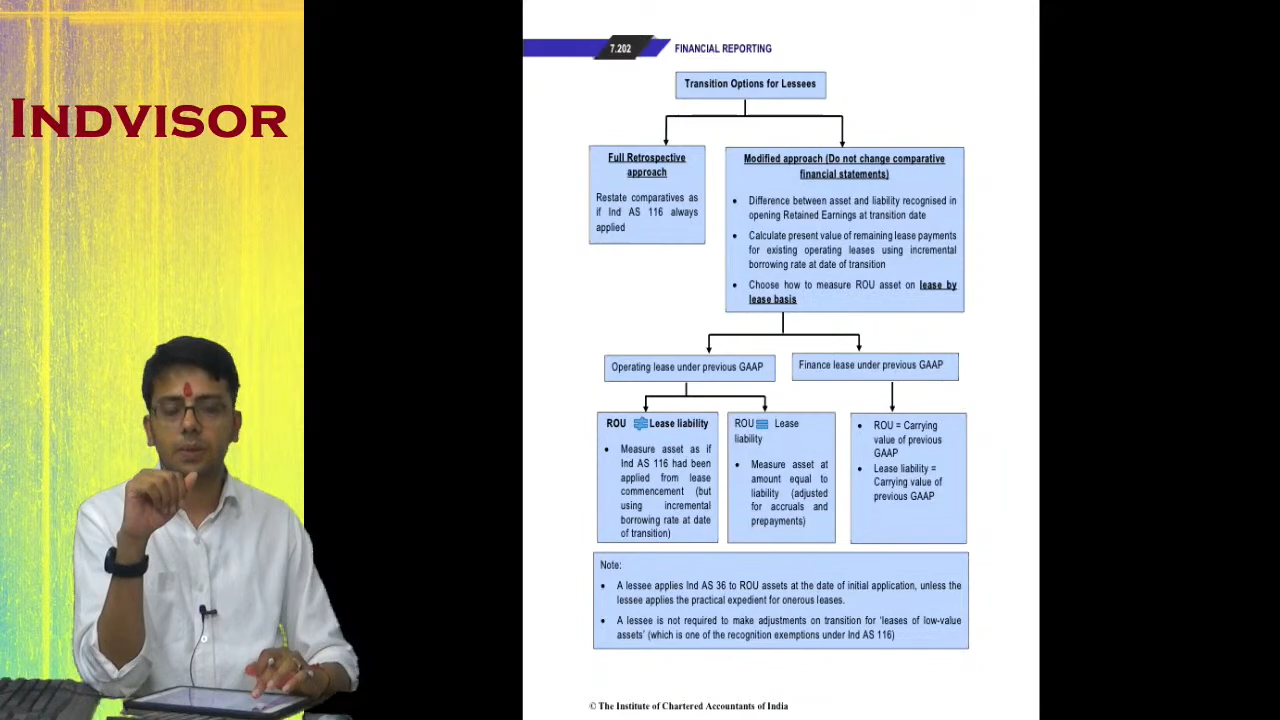 INDVISOR
7.202
FINANCIAL REPORTING
Transition Options for Lessees
Full Retrospective
approach
Restate comparatives as
if Ind AS 116 always
applied
Modified approach (Do not change comparative
financial statements)
• Difference between asset and liability recognised in
opening Retained Earnings at transition date
• Calculate present value of remaining lease payments
for existing operating leases using incremental
borrowing rate at date of transition
• Choose how to measure ROU asset on lease by
lease basis
Operating lease under previous GAAP
Finance lease under previous GAAP
ROU ≠ Lease liability
• Measure asset as if
Ind AS 116 had been
applied from lease
commencement (but
using incremental
borrowing rate at date
of transition)
ROU = Lease
liability
• Measure asset at
amount equal to
liability (adjusted
for accruals and
prepayments)
• ROU = Carrying
value of previous
GAAP
• Lease liability =
Carrying value of
previous GAAP
Note:
• A lessee applies Ind AS 36 to ROU assets at the date of initial application, unless the
lessee applies the practical expedient for onerous leases.
• A lessee is not required to make adjustments on transition for 'leases of low-value
assets' (which is one of the recognition exemptions under Ind AS 116)
© The Institute of Chartered Accountants of India